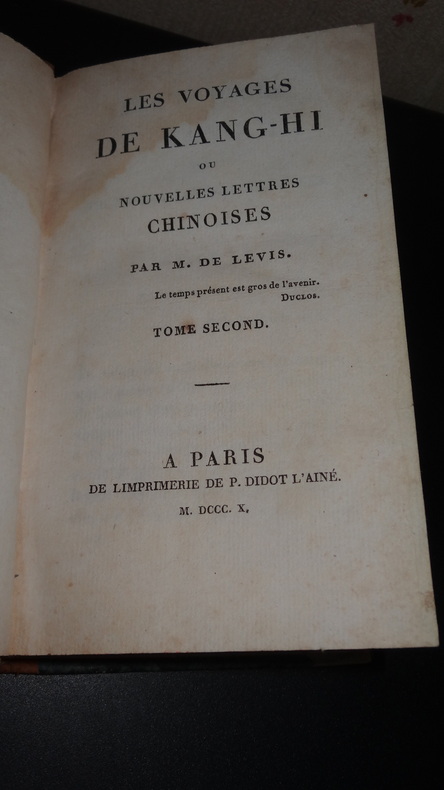 LES VOYAGES
DE KANG-HI
OU
NOUVELLES LETTRES
CHINOISES
PAR M. DE LEVIS.
Le temps présent est gros de l'avenir.
DUCLOS.
TOME SECOND.
A PARIS
DE LIMPRIMERIE DE P. DIDOT L'AINÉ.
M. DCCC. X.